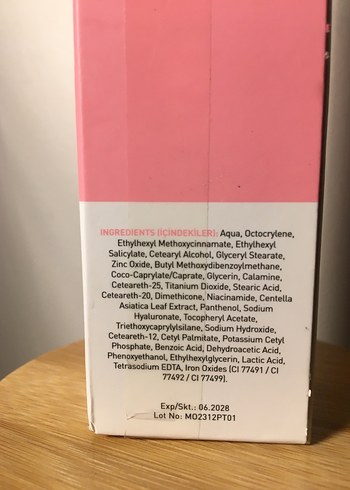 INGREDIENTS [İÇİNDEKİLER]: Aqua, Octocrylene,
Ethylhexyl Methoxycinnamate, Ethylhexyl
Salicylate, Cetearyl Alcohol, Glyceryl Stearate,
Zinc Oxide, Butyl Methoxydibenzoylmethane,
Coco-Caprylate/Caprate, Glycerin, Calamine,
Ceteareth-25, Titanium Dioxide, Stearic Acid,
Ceteareth-20, Dimethicone, Niacinamide, Centella
Asiatica Leaf Extract, Panthenol, Sodium
Hyaluronate, Tocopheryl Acetate,
Triethoxycaprylylsilane, Sodium Hydroxide,
Ceteareth-12, Cetyl Palmitate, Potassium Cetyl
Phosphate, Benzoic Acid, Dehydroacetic Acid,
Phenoxyethanol, Ethylhexylglycerin, Lactic Acid,
Tetrasodium EDTA, Iron Oxides [CI 77491 / CI
77492 / CI 77499].
Exp/Skt.: 06.2028
Lot No: MO2312PT01